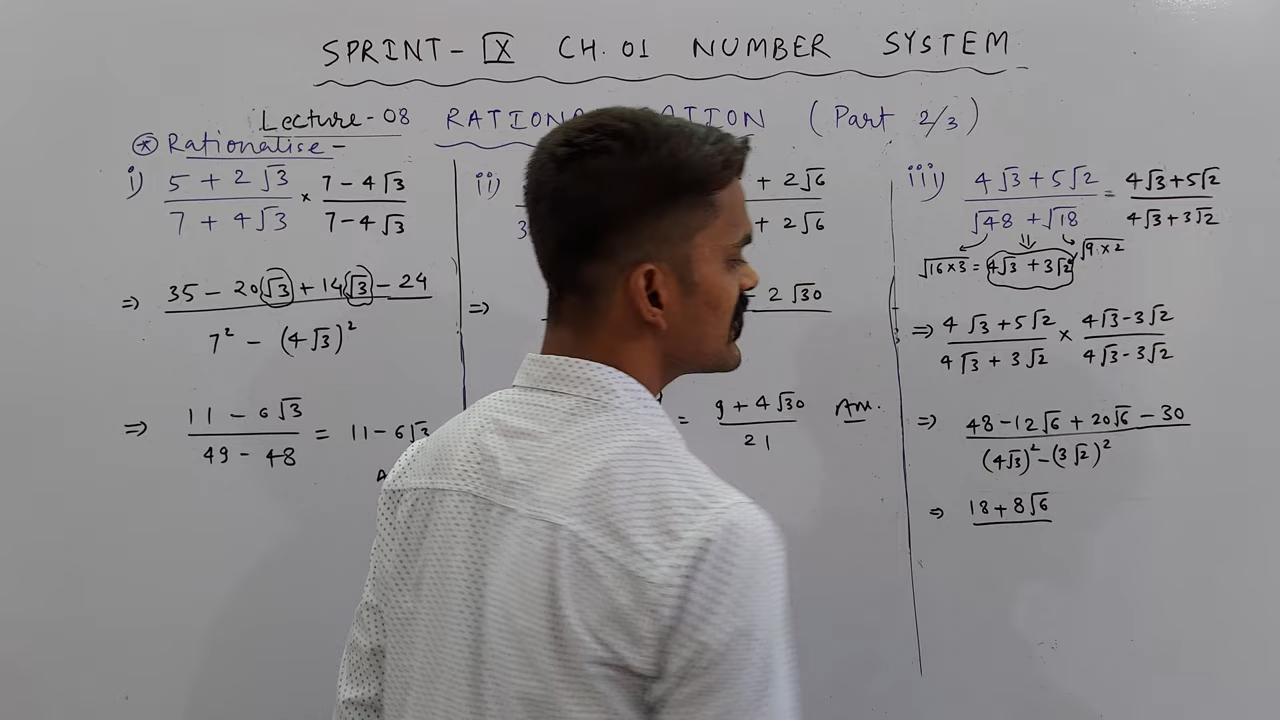 SPRINT- IX CH. 01 NUMBER SYSTEM
Lecture-08 (Part 2/3)
⊛ Rationalise -
i) (5 + 2√3)/(7 + 4√3) × (7 - 4√3)/(7 - 4√3)
⇒ (35 - 20√3 + 14√3 - 24)/(7² - (4√3)²)
⇒ (11 - 6√3)/(49 - 48) = 11 - 6√3
ii) + 2√6
3 + 2√6
⇒ - 2√30
= (9 + 4√30)/21 Ans.
iii) (4√3 + 5√2)/(√48 + √18) = (4√3 + 5√2)/(4√3 + 3√2)
√16×3 = 4√3 + 3√2 √9×2
⇒ (4√3 + 5√2)/(4√3 + 3√2) × (4√3 - 3√2)/(4√3 - 3√2)
⇒ (48 - 12√6 + 20√6 - 30)/((4√3)² - (3√2)²)
⇒ 18 + 8√6